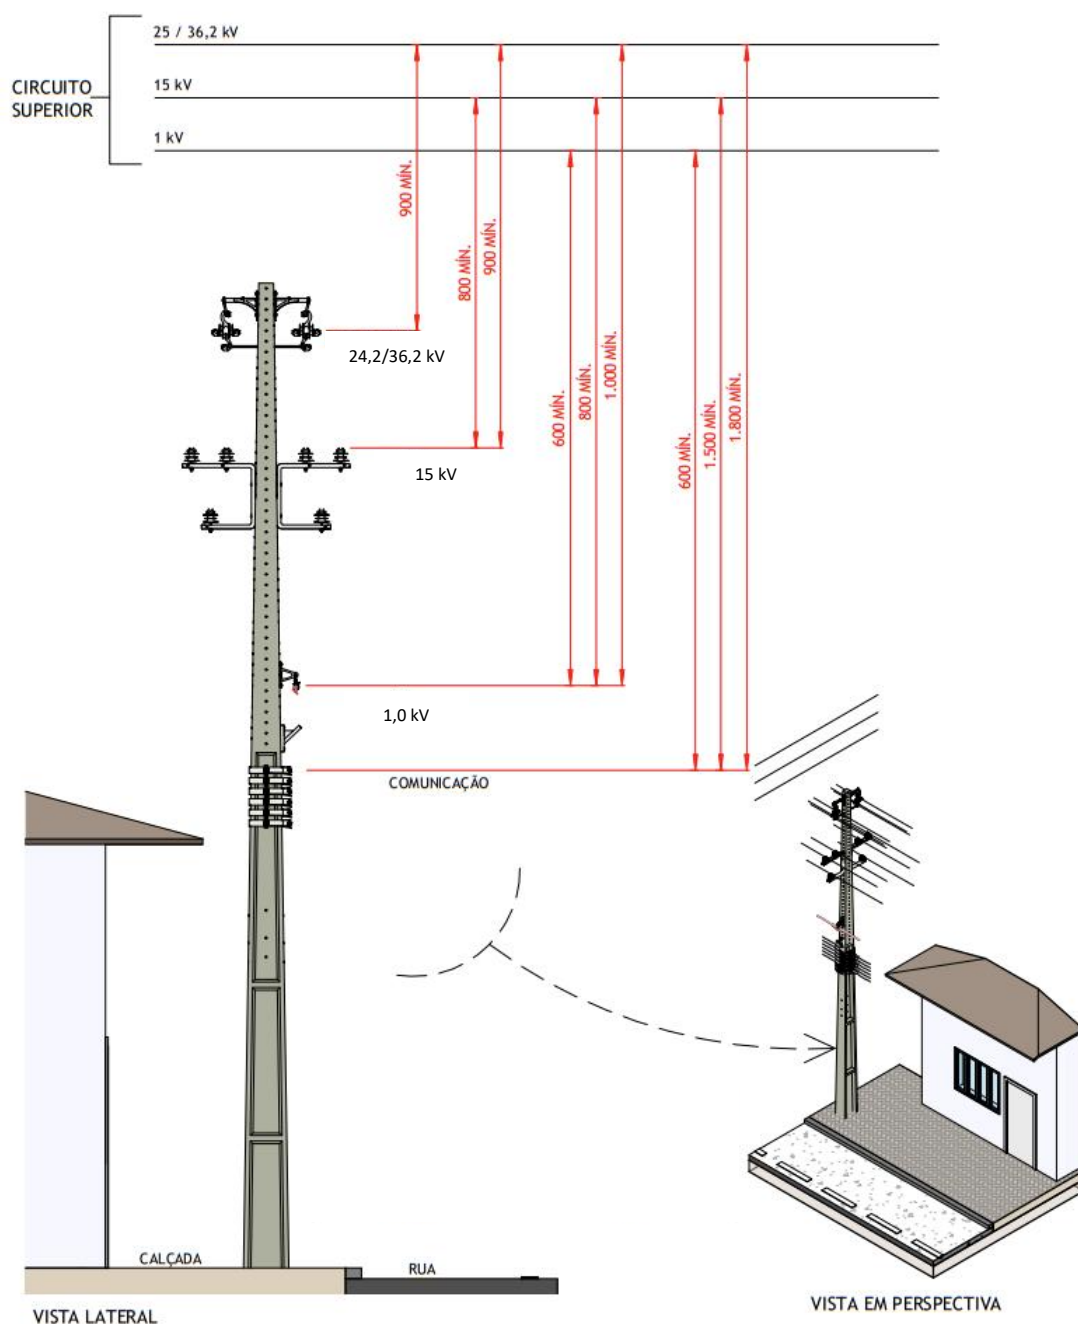 25 / 36,2 kV
CIRCUITO
SUPERIOR
15 kV
1 kV
900 MÍN.
800 MÍN.
900 MÍN.
600 MÍN.
800 MÍN.
1.000 MÍN.
600 MÍN.
1.500 MÍN.
1.800 MÍN.
24,2/36,2 kV
15 kV
1,0 kV
COMUNICAÇÃO
CALÇADA
RUA
VISTA LATERAL
VISTA EM PERSPECTIVA